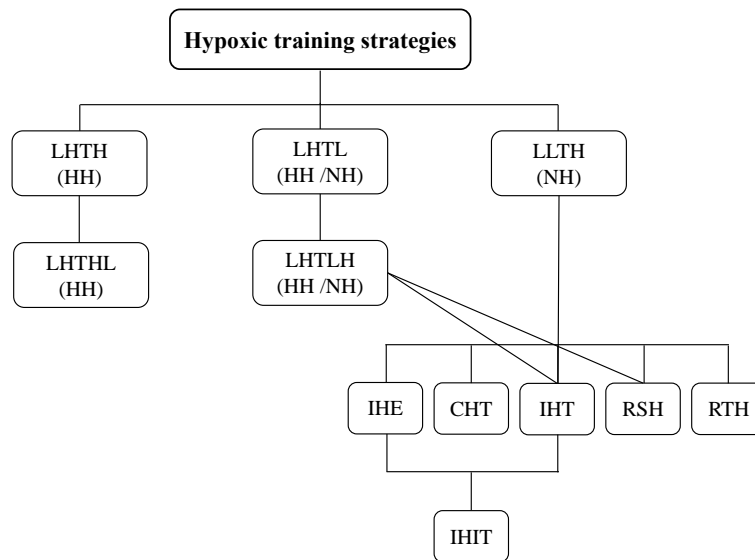 Hypoxic training strategies
LHTH
(HH)
LHTL
(HH /NH)
LLTH
(NH)
LHTHL
(HH)
LHTLH
(HH /NH)
IHE
CHT
IHT
RSH
RTH
IHIT